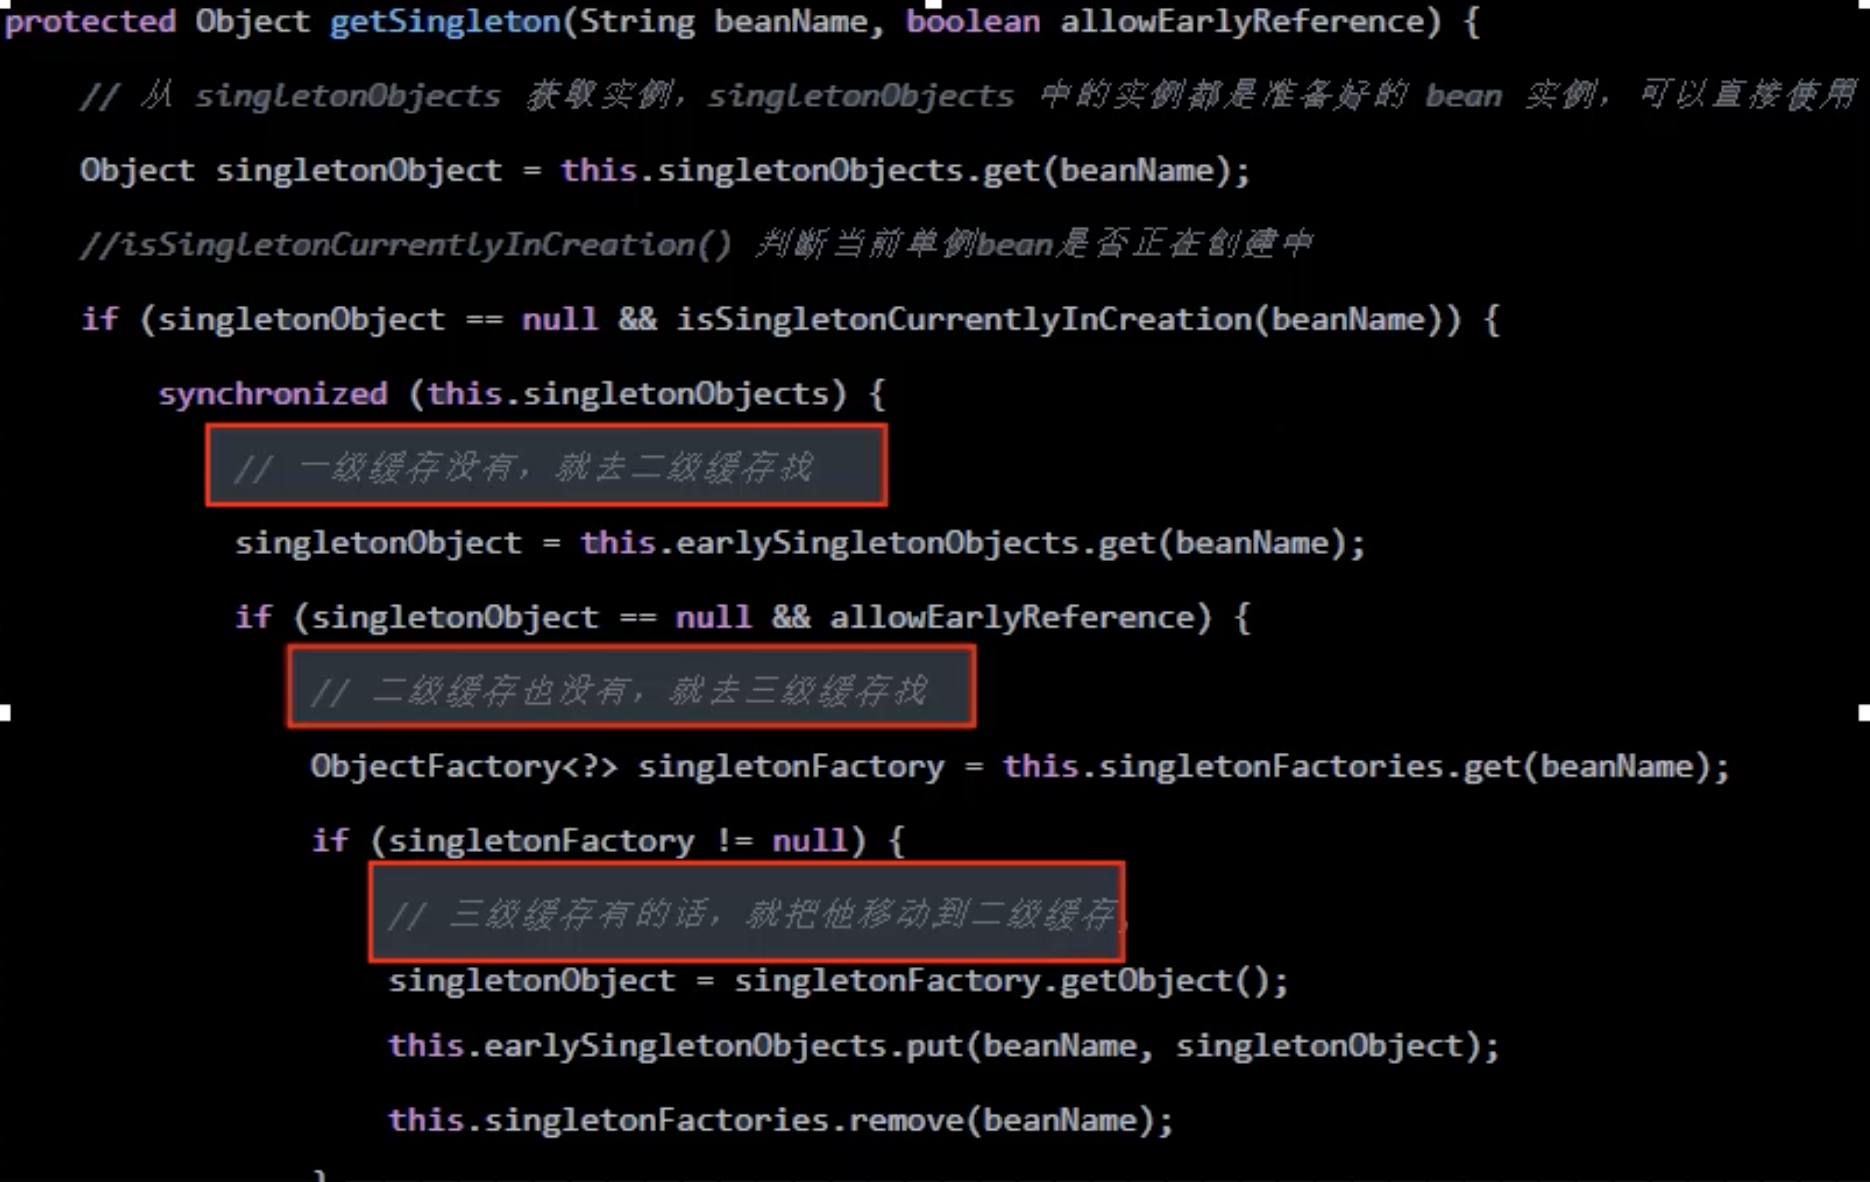 protected Object getSingleton(String beanName, boolean allowEarlyReference) {
// 从 singletonObjects 获取实例，singletonObjects 中的实例都是准备好的 bean 实例，可以直接使用
Object singletonObject = this.singletonObjects.get(beanName);
//isSingletonCurrentlyInCreation() 判断当前单例bean是否正在创建中
if (singletonObject == null && isSingletonCurrentlyInCreation(beanName)) {
synchronized (this.singletonObjects) {
// 一级缓存没有，就去二级缓存找
singletonObject = this.earlySingletonObjects.get(beanName);
if (singletonObject == null && allowEarlyReference) {
// 二级缓存也没有，就去三级缓存找
ObjectFactory<?> singletonFactory = this.singletonFactories.get(beanName);
if (singletonFactory != null) {
// 三级缓存有的话，就把他移动到二级缓存,
singletonObject = singletonFactory.getObject();
this.earlySingletonObjects.put(beanName, singletonObject);
this.singletonFactories.remove(beanName);
}